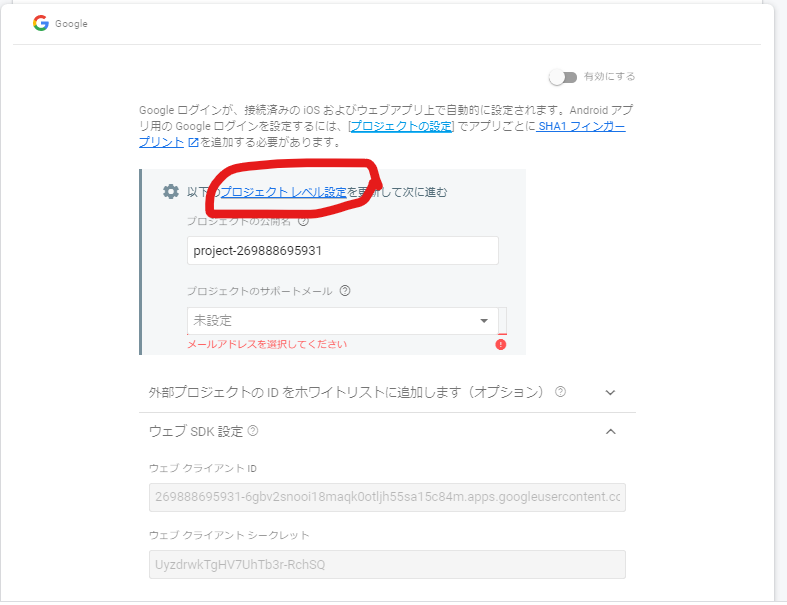 Google
有効にする
Google ログインが、接続済みの iOS およびウェブアプリ上で自動的に設定されます。Android アプ
リ用の Google ログインを設定するには、[プロジェクトの設定] でアプリごとに SHA1 フィンガー
プリント を追加する必要があります。
以下のプロジェクト レベル設定を更新して次に進む
プロジェクトの公開名
project-269888695931
プロジェクトのサポートメール
未設定
メールアドレスを選択してください
外部プロジェクトの ID をホワイトリストに追加します（オプション）
ウェブ SDK 設定
ウェブ クライアント ID
269888695931-6gbv2snooi18maqk0otljh55sa15c84m.apps.googleusercontent.cc
ウェブ クライアント シークレット
UyzdrwkTgHV7UhTb3r-RchSQ